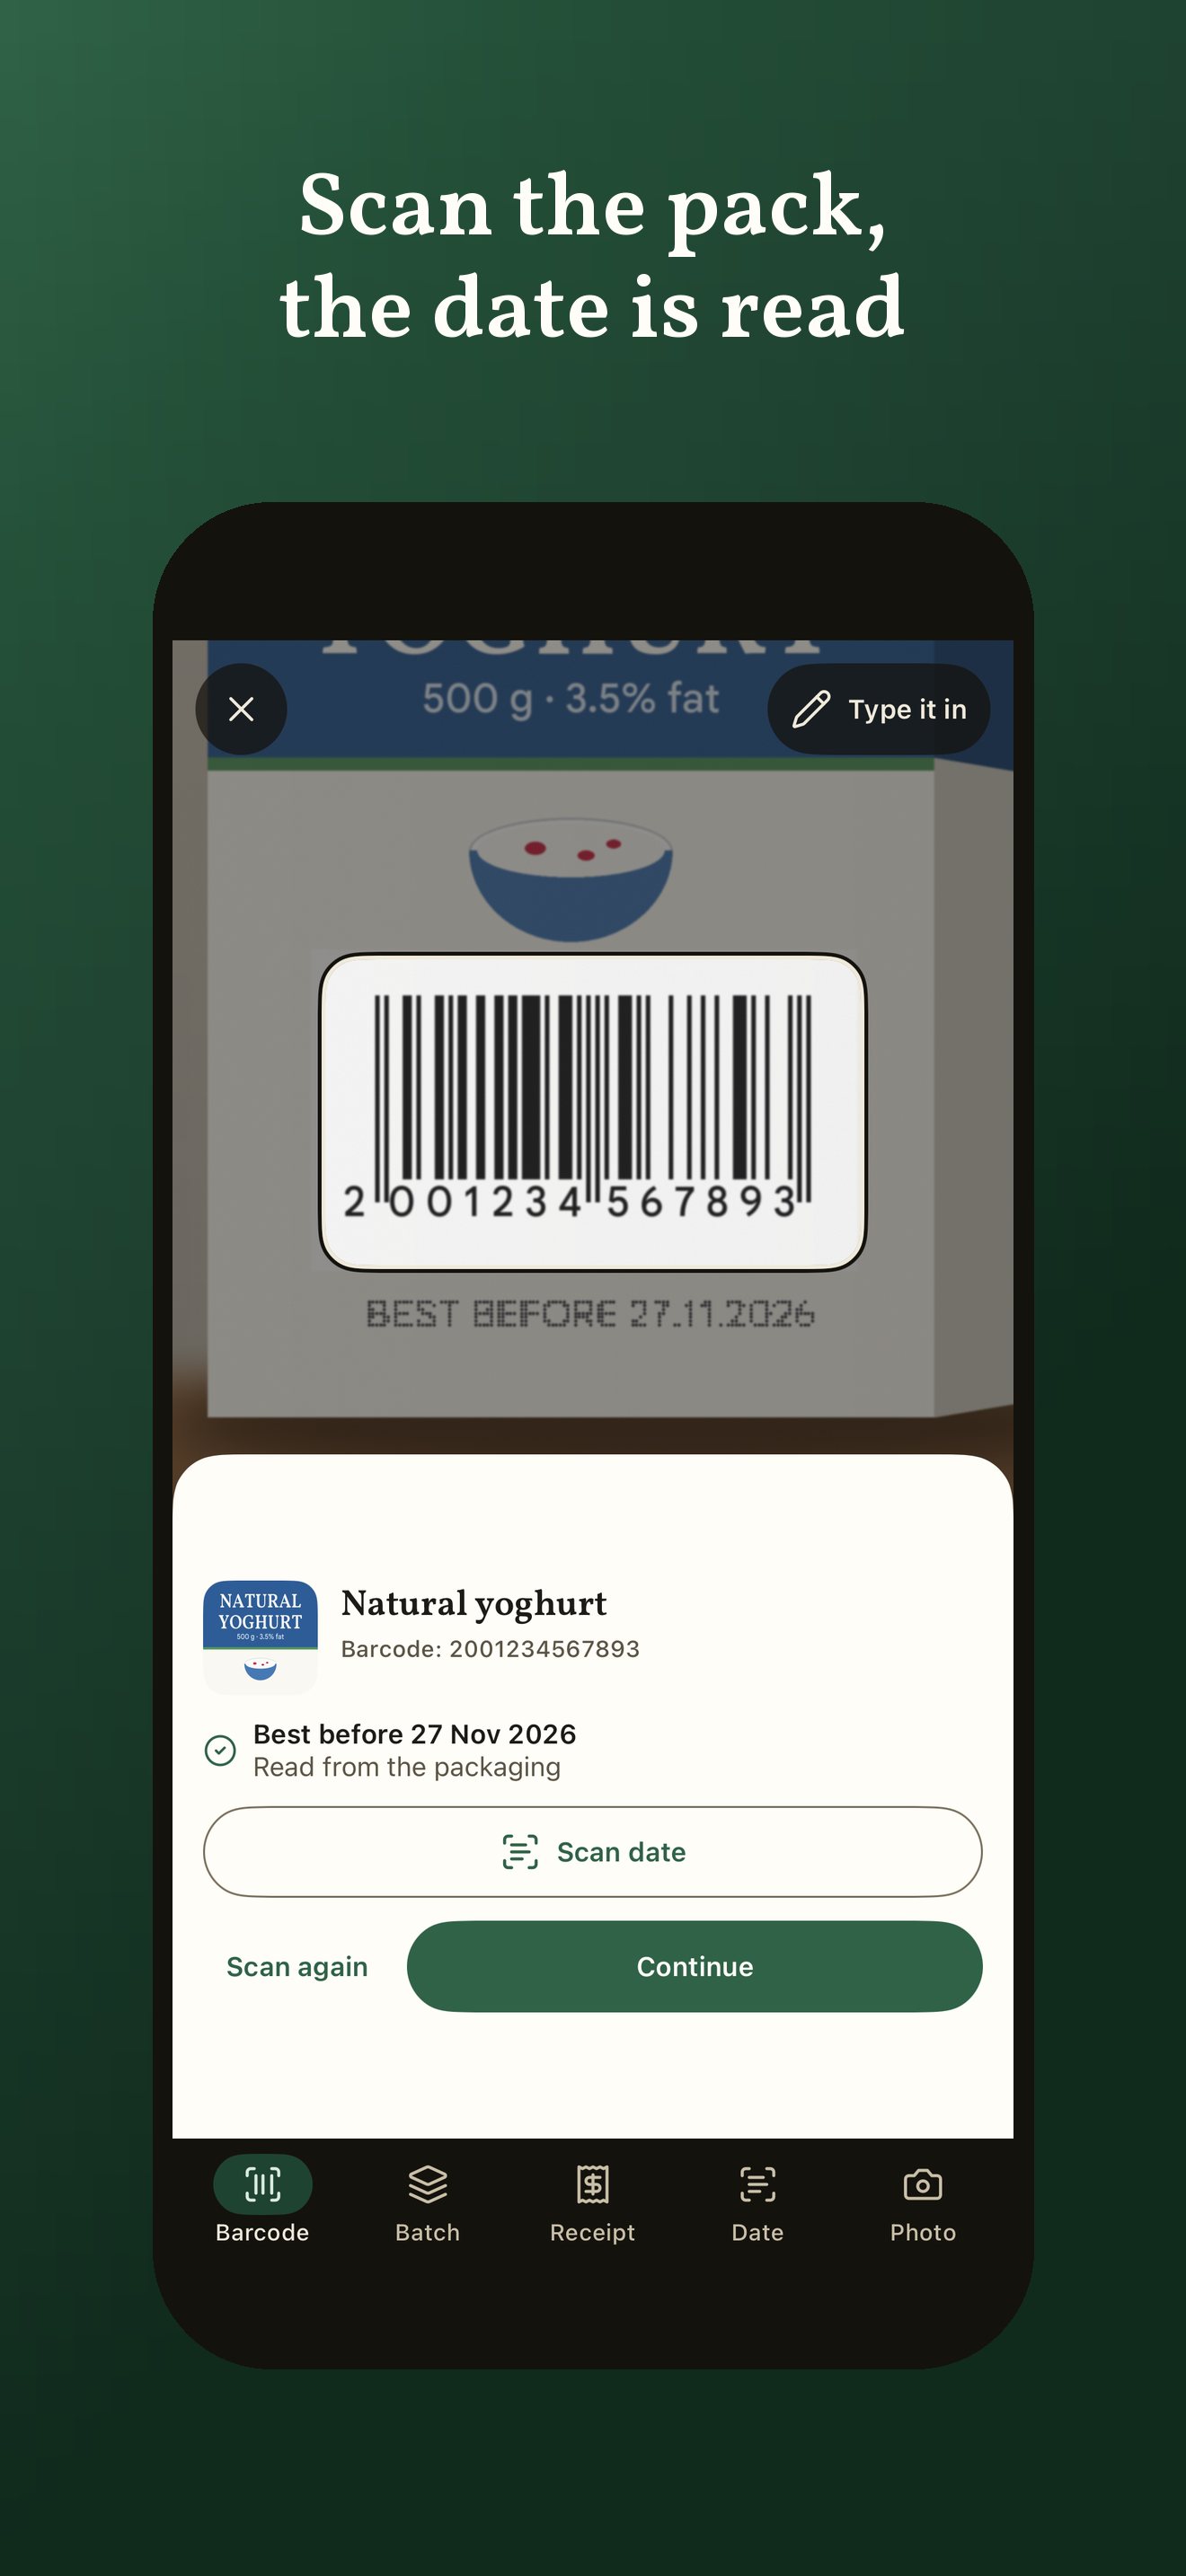 Scan the pack,
the date is read
YOGHURT
500 g · 3.5% fat
Type it in
2 001234 567893
BEST BEFORE 27.11.2026
NATURAL
YOGHURT
500 g · 3.5% fat
Natural yoghurt
Barcode: 2001234567893
Best before 27 Nov 2026
Read from the packaging
Scan date
Scan again
Continue
Barcode
Batch
Receipt
Date
Photo